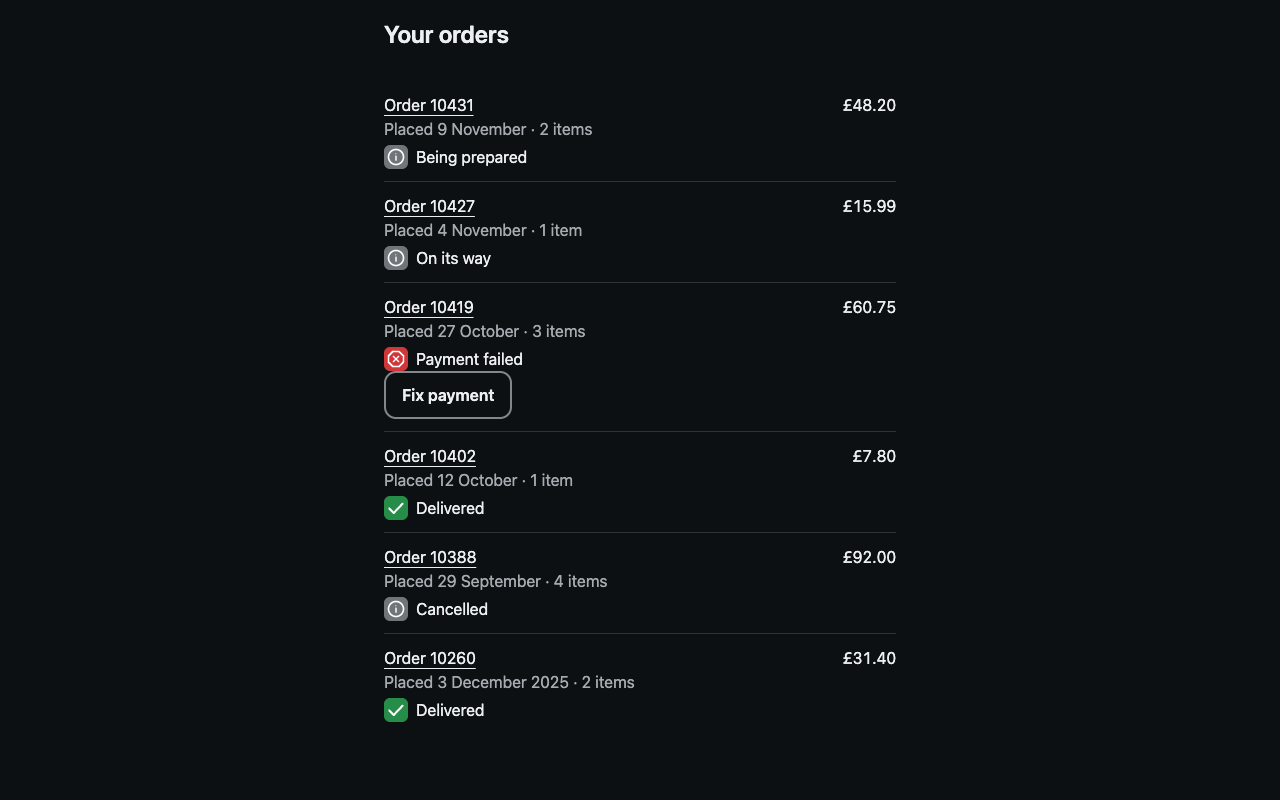 Your orders
Order 10431 £48.20
Placed 9 November · 2 items
Being prepared
Order 10427 £15.99
Placed 4 November · 1 item
On its way
Order 10419 £60.75
Placed 27 October · 3 items
Payment failed
Fix payment
Order 10402 £7.80
Placed 12 October · 1 item
Delivered
Order 10388 £92.00
Placed 29 September · 4 items
Cancelled
Order 10260 £31.40
Placed 3 December 2025 · 2 items
Delivered